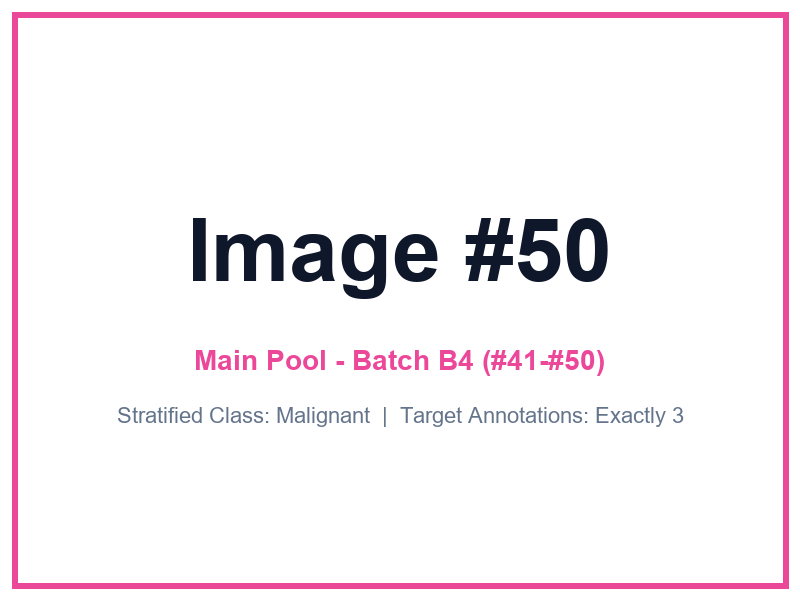 Image #50
Main Pool - Batch B4 (#41-#50)
Stratified Class: Malignant | Target Annotations: Exactly 3